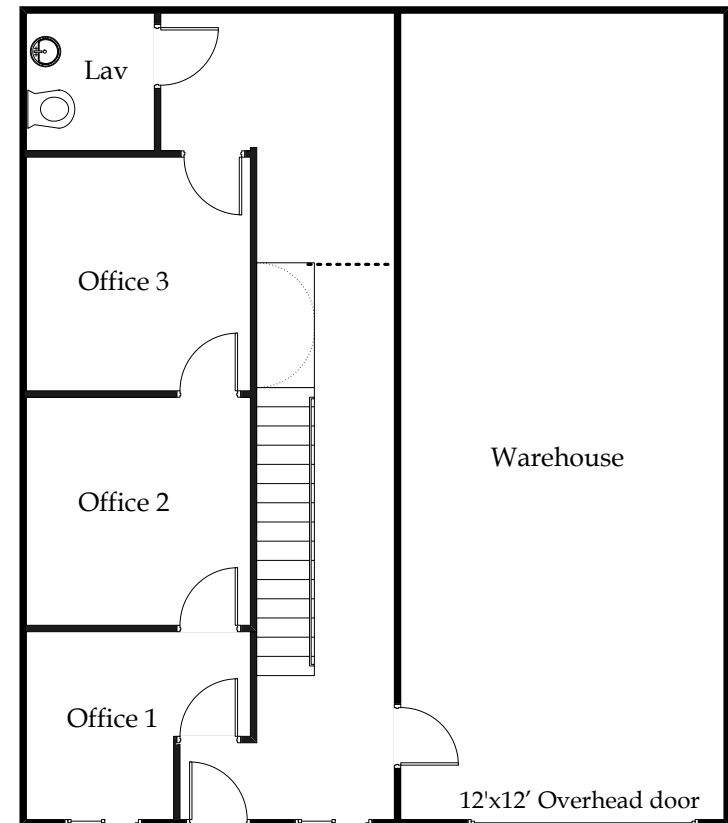 Lav
Office 3
Warehouse
Office 2
Office 1
12'x12’ Overhead door